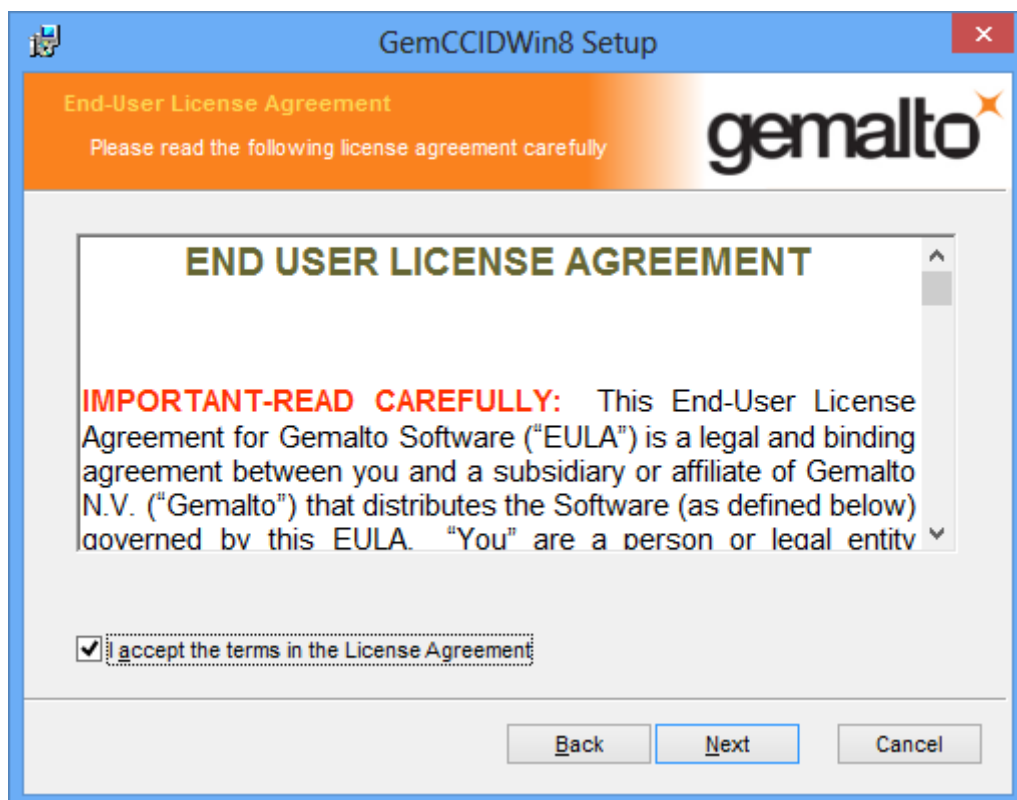 GemCCIDWin8 Setup
End-User License Agreement
Please read the following license agreement carefully
gemalto
END USER LICENSE AGREEMENT
IMPORTANT-READ CAREFULLY: This End-User License
Agreement for Gemalto Software (“EULA”) is a legal and binding
agreement between you and a subsidiary or affiliate of Gemalto
N.V. (“Gemalto”) that distributes the Software (as defined below)
governed by this EULA. “You” are a person or legal entity
I accept the terms in the License Agreement
Back Next Cancel